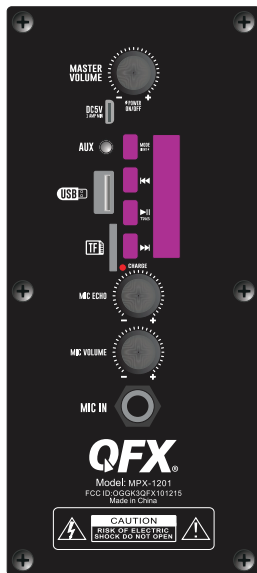 MASTER
VOLUME
- +
POWER
ON/OFF
DC5V
AUX
MODE
USB
TWS
TF
CHARGE
MIC ECHO
- +
MIC VOLUME
- +
MIC IN
QFX®
Model: MPX-1201
FCC ID:OGGK3QFX101215
Made in China
CAUTION
RISK OF ELECTRIC
SHOCK DO NOT OPEN